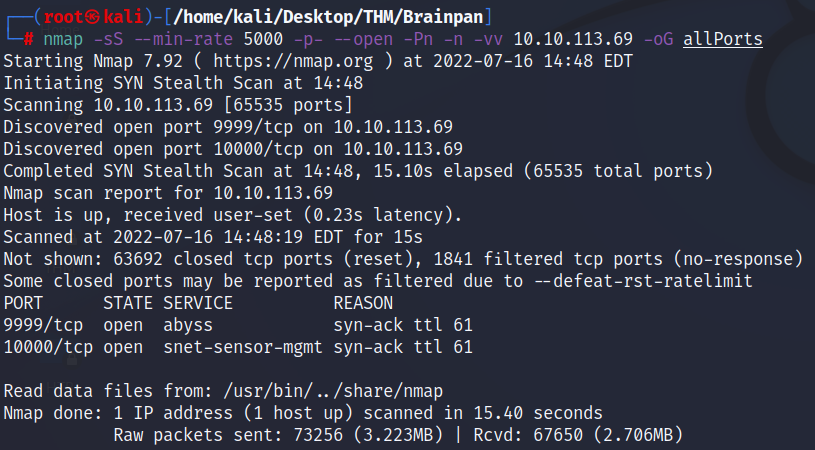 ┌──(root㉿kali)-[/home/kali/Desktop/THM/Brainpan]
└─# nmap -sS --min-rate 5000 -p- --open -Pn -n -vv 10.10.113.69 -oG allPorts
Starting Nmap 7.92 ( https://nmap.org ) at 2022-07-16 14:48 EDT
Initiating SYN Stealth Scan at 14:48
Scanning 10.10.113.69 [65535 ports]
Discovered open port 9999/tcp on 10.10.113.69
Discovered open port 10000/tcp on 10.10.113.69
Completed SYN Stealth Scan at 14:48, 15.10s elapsed (65535 total ports)
Nmap scan report for 10.10.113.69
Host is up, received user-set (0.23s latency).
Scanned at 2022-07-16 14:48:19 EDT for 15s
Not shown: 63692 closed tcp ports (reset), 1841 filtered tcp ports (no-response)
Some closed ports may be reported as filtered due to --defeat-rst-ratelimit
PORT      STATE SERVICE          REASON
9999/tcp  open  abyss            syn-ack ttl 61
10000/tcp open  snet-sensor-mgmt syn-ack ttl 61

Read data files from: /usr/bin/../share/nmap
Nmap done: 1 IP address (1 host up) scanned in 15.40 seconds
           Raw packets sent: 73256 (3.223MB) | Rcvd: 67650 (2.706MB)